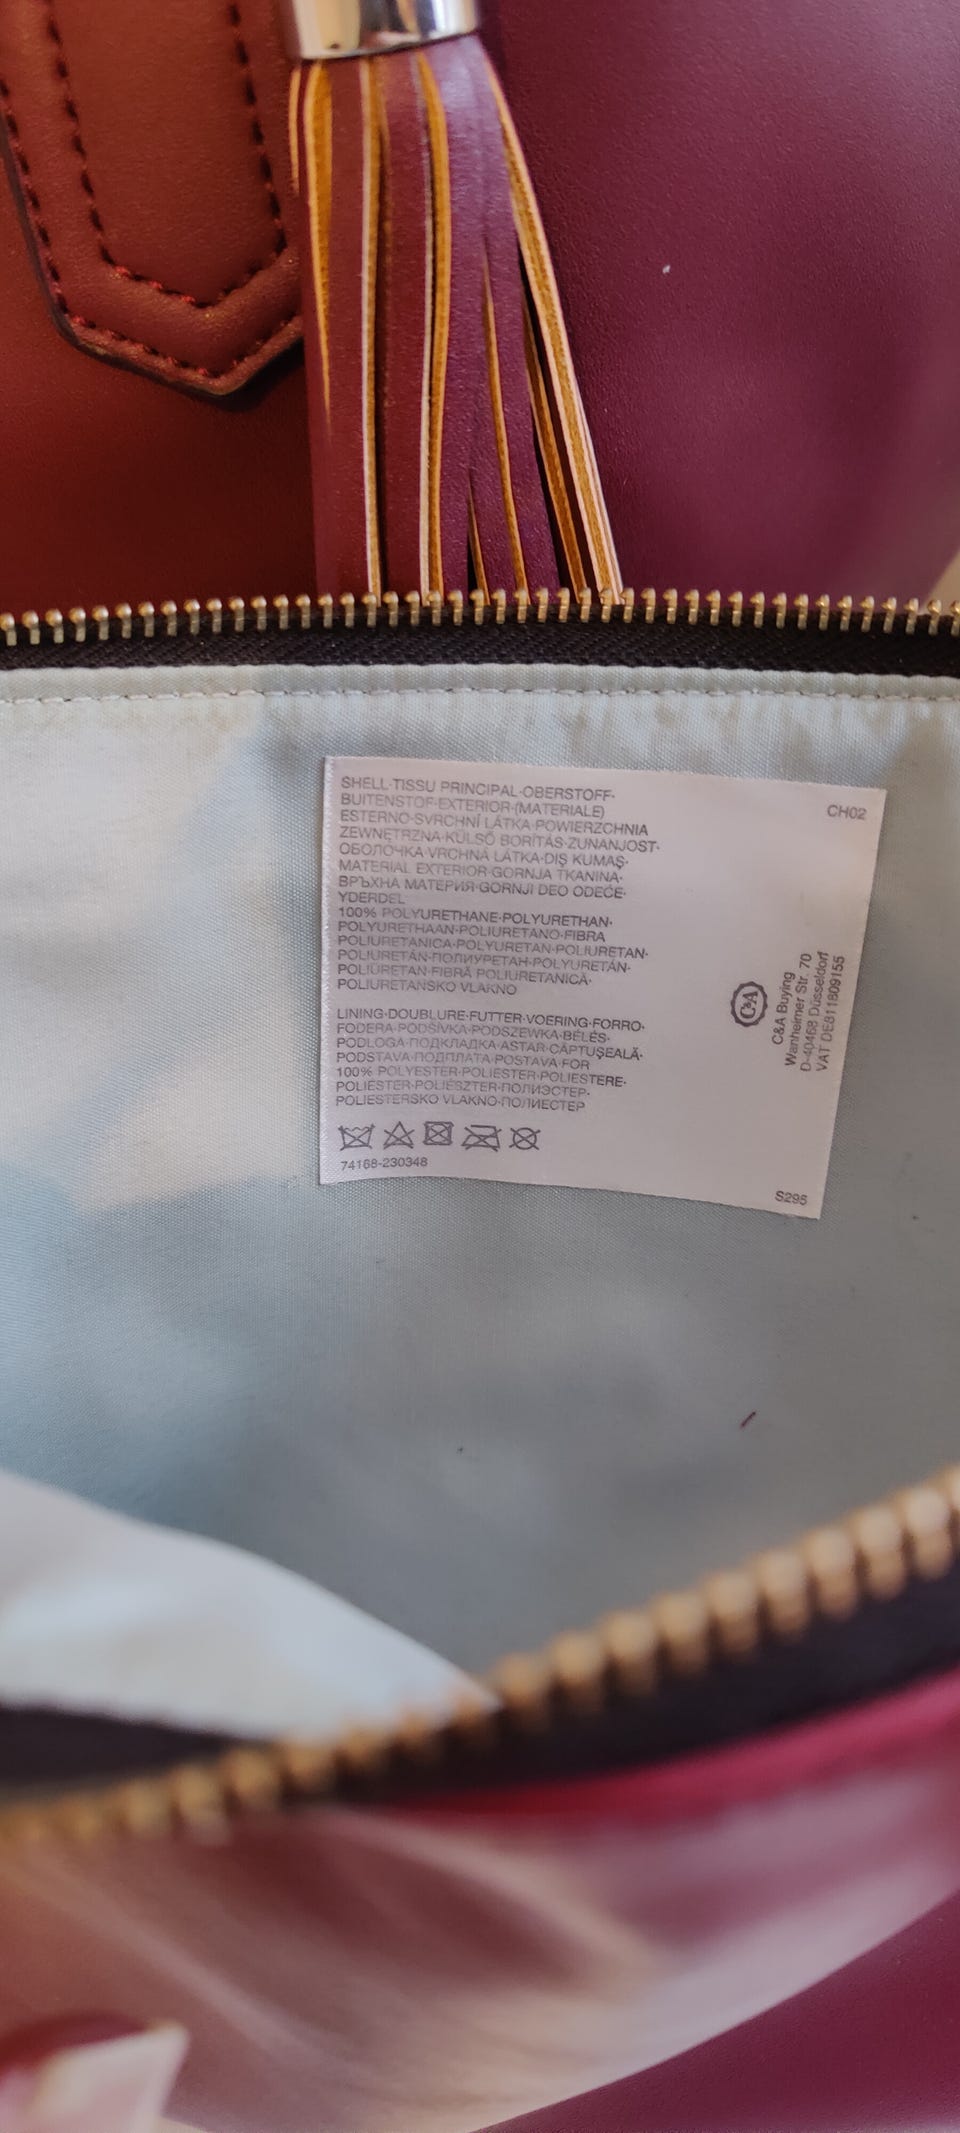 SHELL·TISSU PRINCIPAL·OBERSTOFF·
BUITENSTOF·EXTERIOR·(MATERIALE)
ESTERNO·SVRCHNÍ LÁTKA·POWIERZCHNIA
ZEWNĘTRZNA·KÜLSŐ BORÍTÁS·ZUNANJOST·
ОБОЛОЧКА·VRCHNÁ LÁTKA·DIŞ KUMAŞ·
MATERIAL EXTERIOR·GORNJA TKANINA·
ВРЪХНА МАТЕРИЯ·GORNJI DEO ODEĆE·
YDERDEL
100% POLYURETHANE·POLYURETHAN·
POLYURETHAAN·POLIURETANO·FIBRA
POLIURETANICA·POLYURETAN·POLIURETAN·
POLIURETÁN·ПОЛИУРЕТАН·POLYURETÁN·
POLIÜRETAN·FIBRĂ POLIURETANICĂ·
POLIURETANSKO VLAKNO
LINING·DOUBLURE·FUTTER·VOERING·FORRO·
FODERA·PODŠÍVKA·PODSZEWKA·BÉLÉS·
PODLOGA·ПОДКЛАДКА·ASTAR·CĂPTUŞEALĂ·
PODSTAVA·ПОДПЛАТА·POSTAVA·FOR
100% POLYESTER·POLIESTER·POLIESTERE·
POLIÉSTER·POLIÉSZTER·ПОЛИЭСТЕР·
POLIESTERSKO VLAKNO·ПОЛИЕСТЕР
74168-230348
CH02
C&A
C&A Buying
Wanheimer Str. 70
D-40468 Düsseldorf
VAT DE811809155
S295